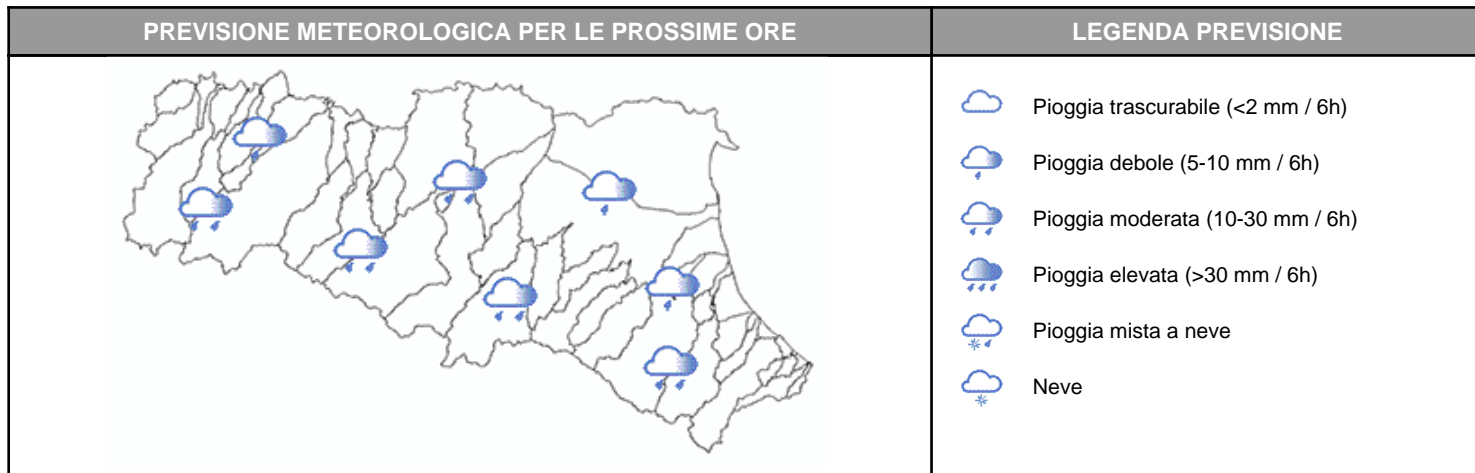 PREVISIONE METEOROLOGICA PER LE PROSSIME ORE
LEGENDA PREVISIONE
Pioggia trascurabile (<2 mm / 6h)
Pioggia debole (5-10 mm / 6h)
Pioggia moderata (10-30 mm / 6h)
Pioggia elevata (>30 mm / 6h)
Pioggia mista a neve
Neve